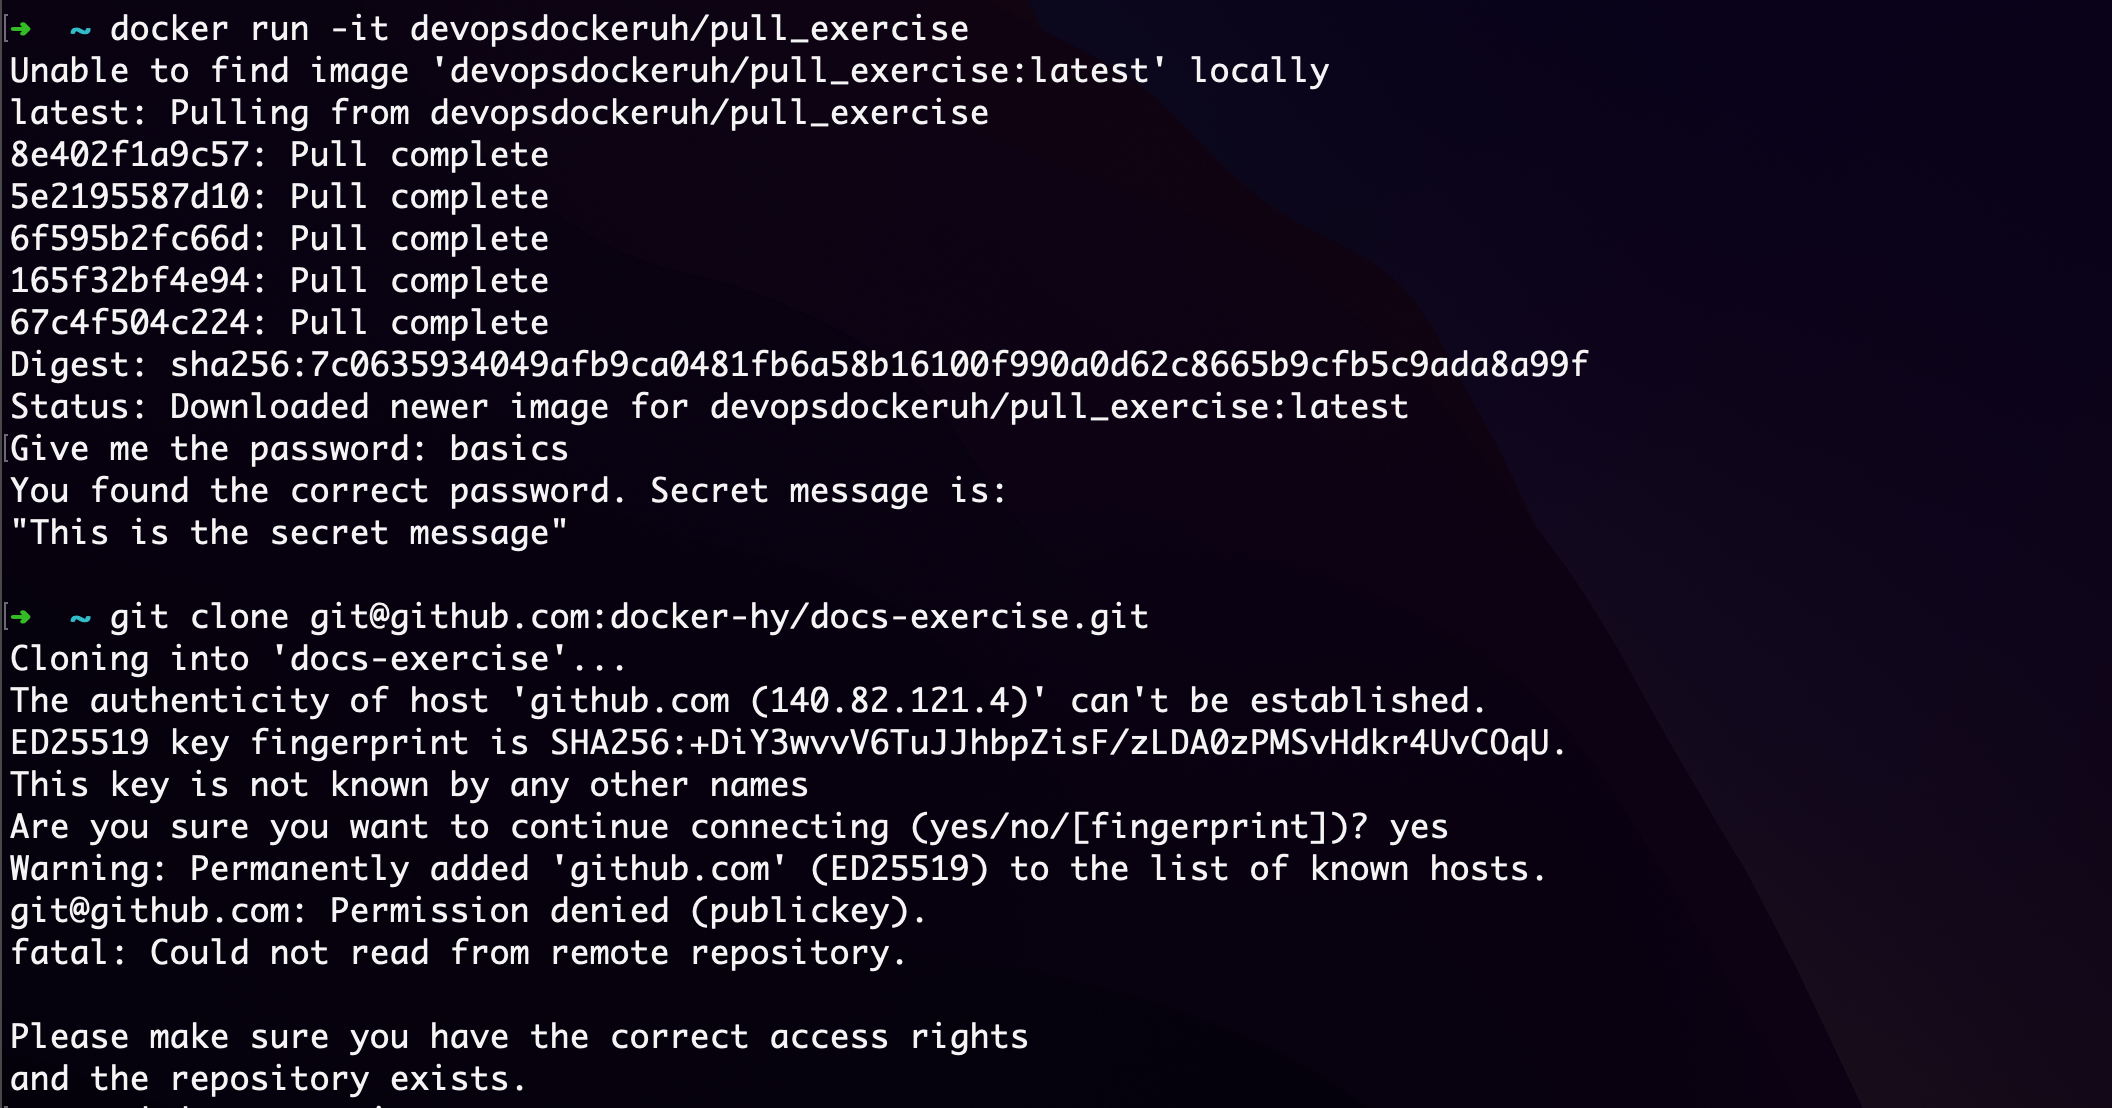 [➜  ~ docker run -it devopsdockeruh/pull_exercise
Unable to find image 'devopsdockeruh/pull_exercise:latest' locally
latest: Pulling from devopsdockeruh/pull_exercise
8e402f1a9c57: Pull complete
5e2195587d10: Pull complete
6f595b2fc66d: Pull complete
165f32bf4e94: Pull complete
67c4f504c224: Pull complete
Digest: sha256:7c0635934049afb9ca0481fb6a58b16100f990a0d62c8665b9cfb5c9ada8a99f
Status: Downloaded newer image for devopsdockeruh/pull_exercise:latest
[Give me the password: basics
You found the correct password. Secret message is:
"This is the secret message"
[➜  ~ git clone git@github.com:docker-hy/docs-exercise.git
Cloning into 'docs-exercise'...
The authenticity of host 'github.com (140.82.121.4)' can't be established.
ED25519 key fingerprint is SHA256:+DiY3wvvV6TuJJhbpZisF/zLDA0zPMSvHdkr4UvCOqU.
This key is not known by any other names
Are you sure you want to continue connecting (yes/no/[fingerprint])? yes
Warning: Permanently added 'github.com' (ED25519) to the list of known hosts.
git@github.com: Permission denied (publickey).
fatal: Could not read from remote repository.
Please make sure you have the correct access rights
and the repository exists.